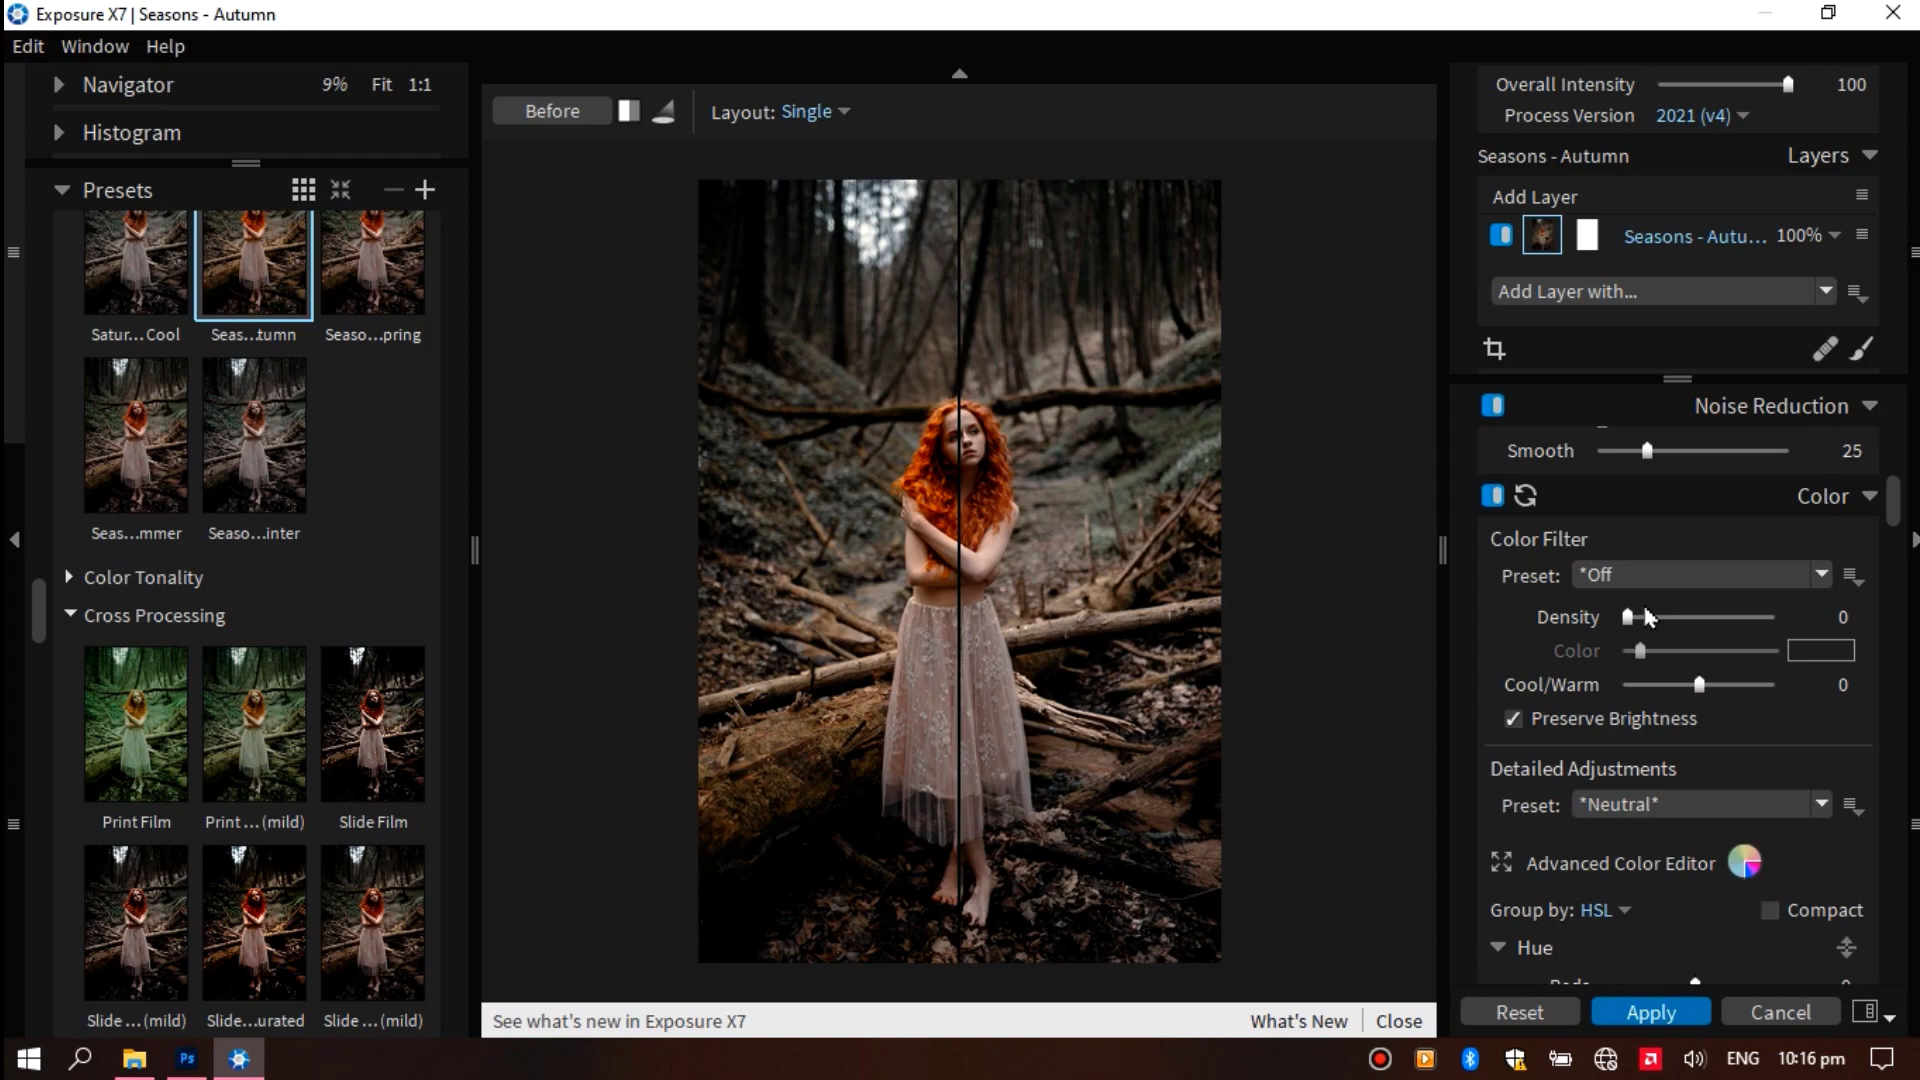 Exposure X7 | Seasons - Autumn
Edit Window Help
Navigator 9% Fit 1:1
Histogram
Presets
Satur...Cool Seas...tumn Seaso...pring
Seas...mmer Seaso...inter
Color Tonality
Cross Processing
Print Film Print...(mild) Slide Film
Slide...(mild) Slide...urated Slide...(mild)
Before Layout: Single
See what's new in Exposure X7 What's New Close
Overall Intensity 100
Process Version 2021 (v4)
Seasons - Autumn Layers
Add Layer
Seasons - Autu... 100%
Add Layer with...
Noise Reduction
Smooth 25
Color
Color Filter
Preset: *Off
Density 0
Color
Cool/Warm 0
Preserve Brightness
Detailed Adjustments
Preset: *Neutral*
Advanced Color Editor
Group by: HSL Compact
Hue
Reset Apply Cancel
Ps ENG 10:16 pm